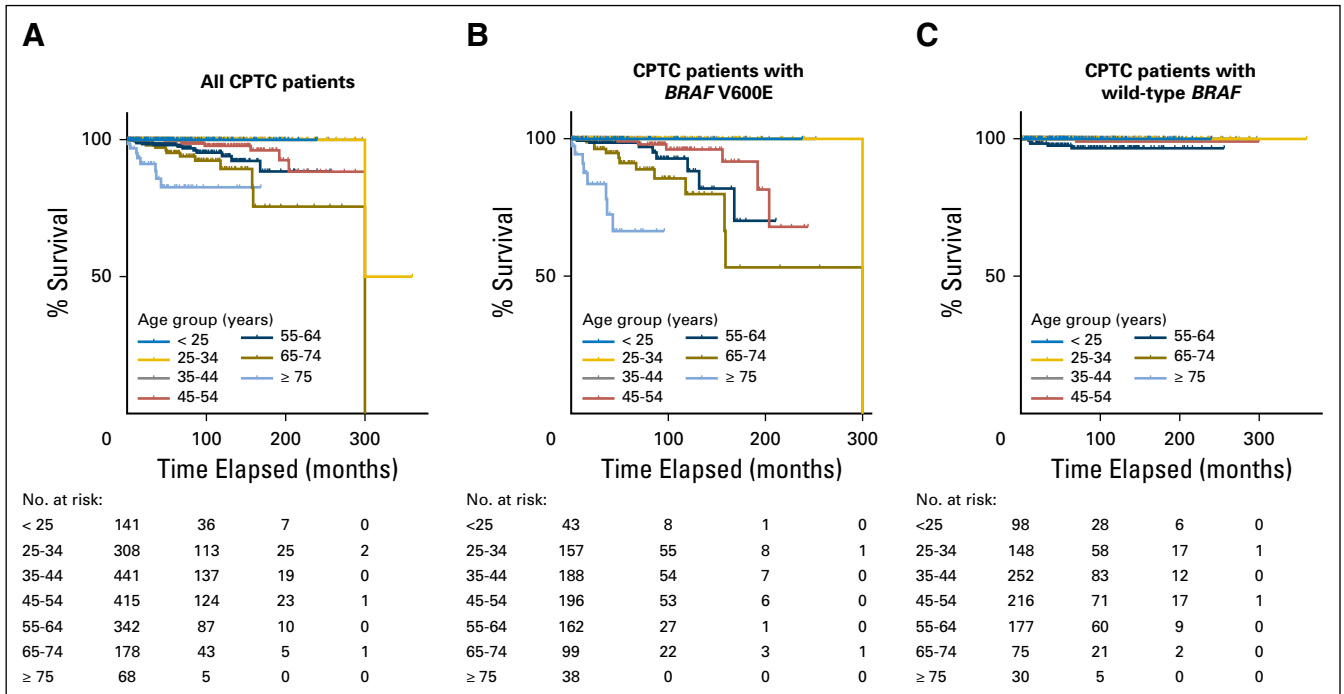 A
All CPTC patients
100
50
% Survival
Age group (years)
< 25
25-34
35-44
45-54
55-64
65-74
≥ 75
0
100
200
300
Time Elapsed (months)
No. at risk:
< 25 141 36 7 0
25-34 308 113 25 2
35-44 441 137 19 0
45-54 415 124 23 1
55-64 342 87 10 0
65-74 178 43 5 1
≥ 75 68 5 0 0
B
CPTC patients with
BRAF V600E
100
50
% Survival
Age group (years)
< 25
25-34
35-44
45-54
55-64
65-74
≥ 75
0
100
200
300
Time Elapsed (months)
No. at risk:
<25 43 8 1 0
25-34 157 55 8 1
35-44 188 54 7 0
45-54 196 53 6 0
55-64 162 27 1 0
65-74 99 22 3 1
≥ 75 38 0 0 0
C
CPTC patients with
wild-type BRAF
100
50
% Survival
Age group (years)
< 25
25-34
35-44
45-54
55-64
65-74
≥ 75
0
100
200
300
Time Elapsed (months)
No. at risk:
<25 98 28 6 0
25-34 148 58 17 1
35-44 252 83 12 0
45-54 216 71 17 1
55-64 177 60 9 0
65-74 75 21 2 0
≥ 75 30 5 0 0